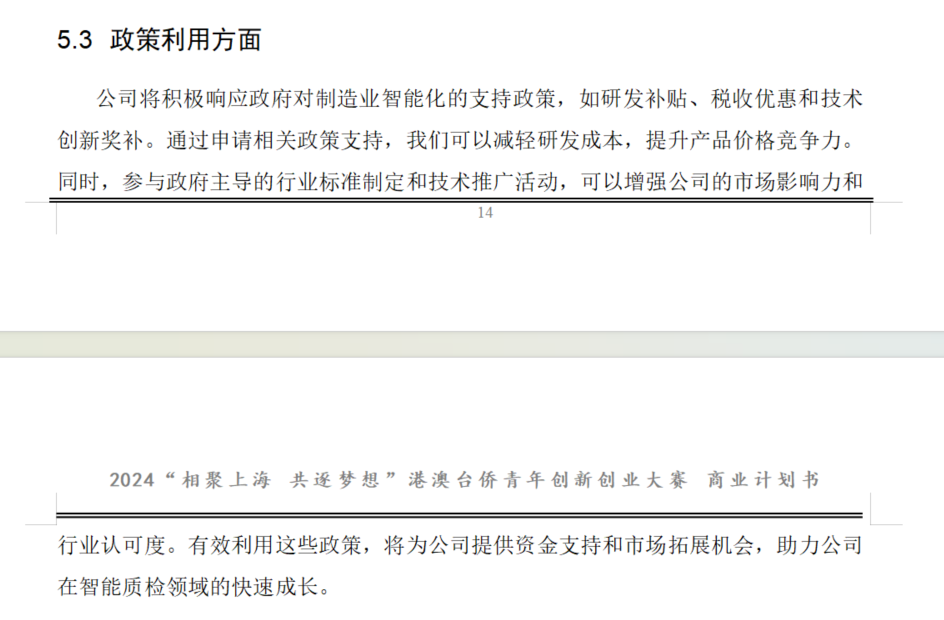 5.3 政策利用方面
公司将积极响应政府对制造业智能化的支持政策，如研发补贴、税收优惠和技术
创新奖补。通过申请相关政策支持，我们可以减轻研发成本，提升产品价格竞争力。
同时，参与政府主导的行业标准制定和技术推广活动，可以增强公司的市场影响力和
14
2024“相聚上海 共逐梦想”港澳台侨青年创新创业大赛 商业计划书
行业认可度。有效利用这些政策，将为公司提供资金支持和市场拓展机会，助力公司
在智能质检领域的快速成长。